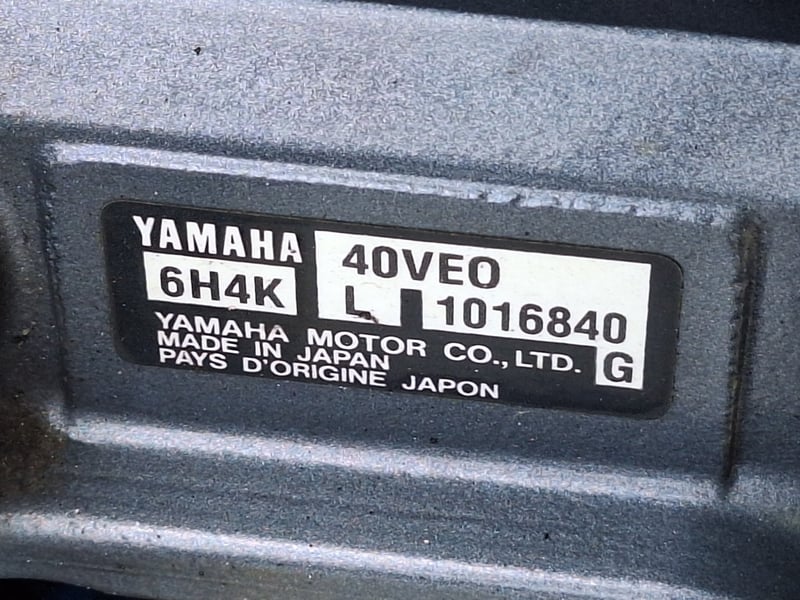 YAMAHA
40VEO
6H4K
L 1016840
YAMAHA MOTOR CO., LTD.
MADE IN JAPAN
G
PAYS D'ORIGINE JAPON